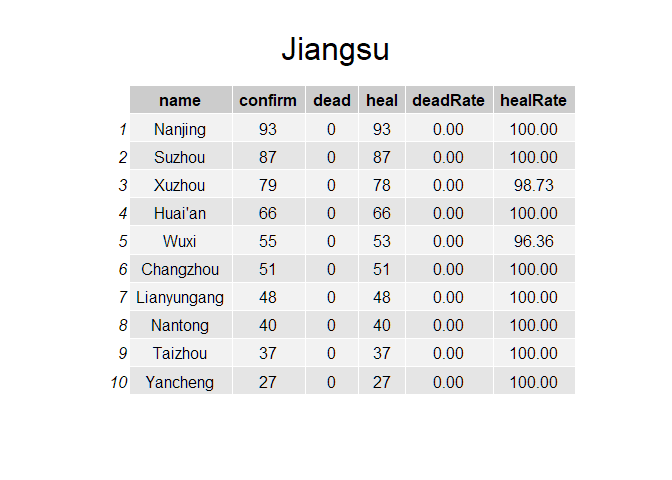 Jiangsu
name confirm dead heal deadRate healRate
1 Nanjing 93 0 93 0.00 100.00
2 Suzhou 87 0 87 0.00 100.00
3 Xuzhou 79 0 78 0.00 98.73
4 Huai'an 66 0 66 0.00 100.00
5 Wuxi 55 0 53 0.00 96.36
6 Changzhou 51 0 51 0.00 100.00
7 Lianyungang 48 0 48 0.00 100.00
8 Nantong 40 0 40 0.00 100.00
9 Taizhou 37 0 37 0.00 100.00
10 Yancheng 27 0 27 0.00 100.00